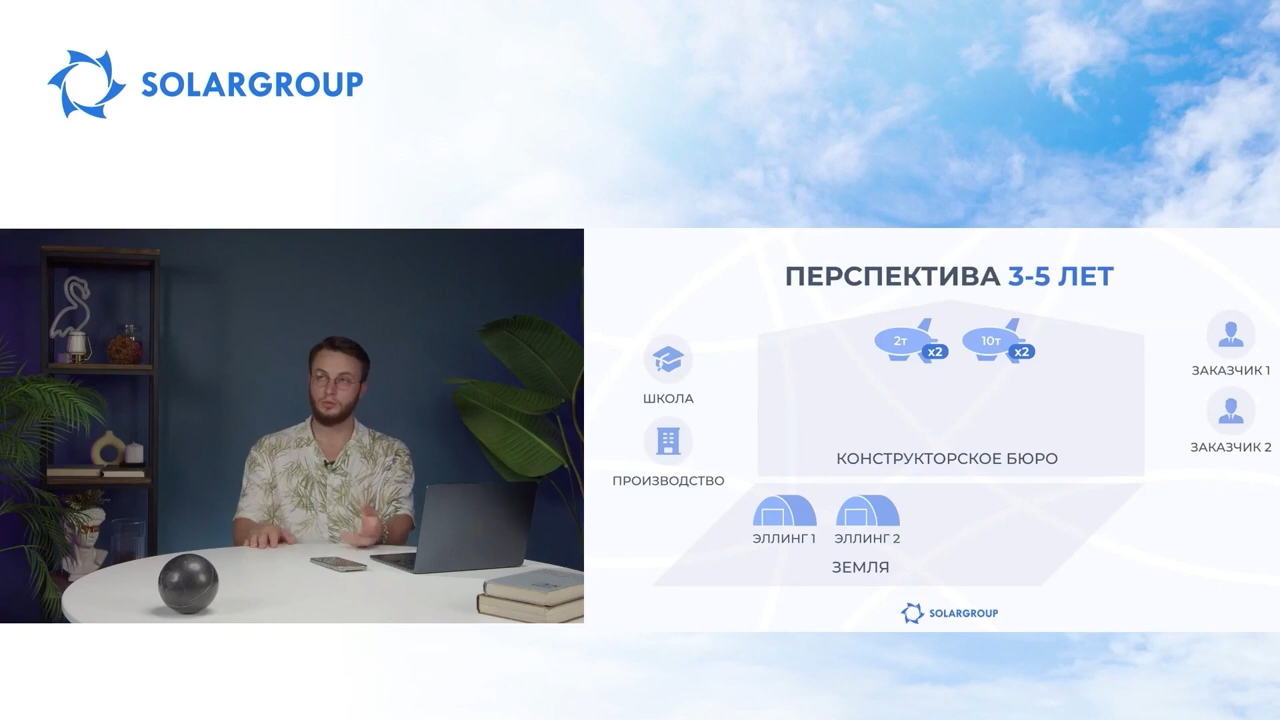 SOLARGROUP
ПЕРСПЕКТИВА 3-5 ЛЕТ
2т
x2
10т
x2
ШКОЛА
ПРОИЗВОДСТВО
ЗАКАЗЧИК 1
ЗАКАЗЧИК 2
КОНСТРУКТОРСКОЕ БЮРО
ЭЛЛИНГ 1
ЭЛЛИНГ 2
ЗЕМЛЯ
SOLARGROUP